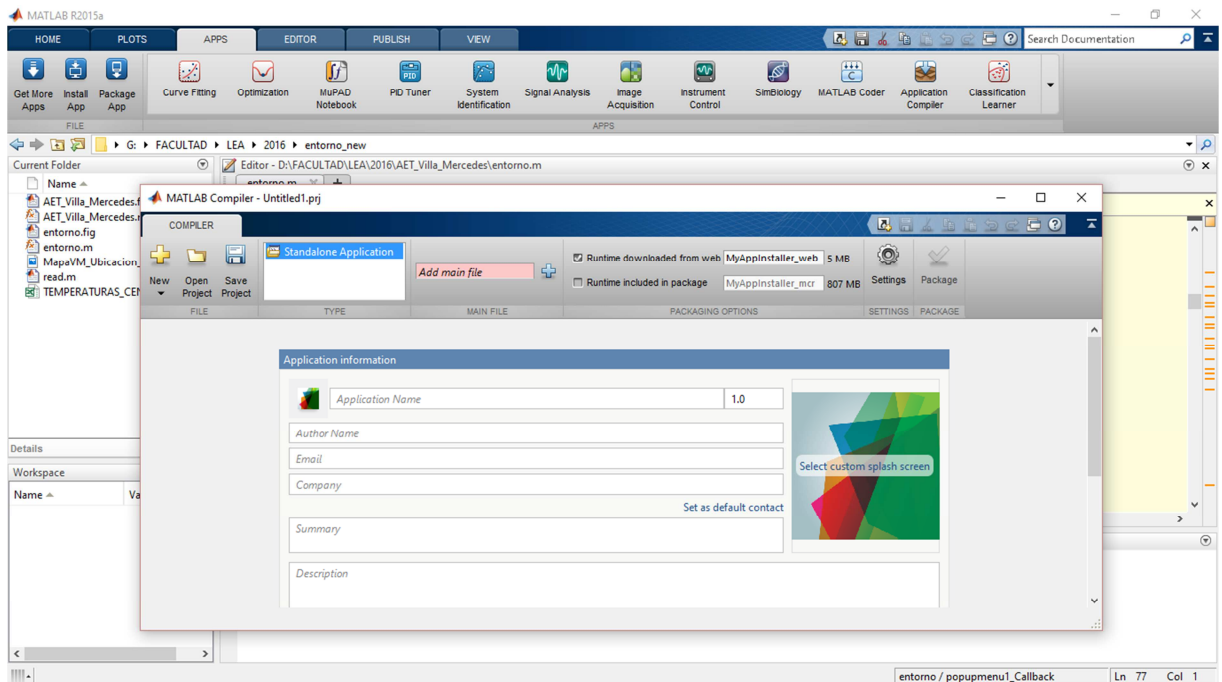 MATLAB R2015a
HOME PLOTS APPS EDITOR PUBLISH VIEW Search Documentation
Get More Apps Install App Package App Curve Fitting Optimization MuPAD Notebook PID Tuner System Identification Signal Analysis Image Acquisition Instrument Control SimBiology MATLAB Coder Application Compiler Classification Learner
FILE APPS
G: FACULTAD LEA 2016 entorno_new
Current Folder Editor - D:\FACULTAD\LEA\2016\AET_Villa_Mercedes\entorno.m
Name entorno.m
AET_Villa_Mercedes.f
AET_Villa_Mercedes.
entorno.fig
entorno.m
MapaVM_Ubicacion_
read.m
TEMPERATURAS_CEN
Details
Workspace
Name Va
MATLAB Compiler - Untitled1.prj
COMPILER
New Open Project Save Project
Standalone Application
Add main file
Runtime downloaded from web MyAppInstaller_web 5 MB
Runtime included in package MyAppInstaller_mcr 807 MB
Settings Package
FILE TYPE MAIN FILE PACKAGING OPTIONS SETTINGS PACKAGE
Application information
Application Name 1.0
Author Name
Email
Company
Set as default contact
Summary
Description
Select custom splash screen
entorno / popupmenu1_Callback Ln 77 Col 1